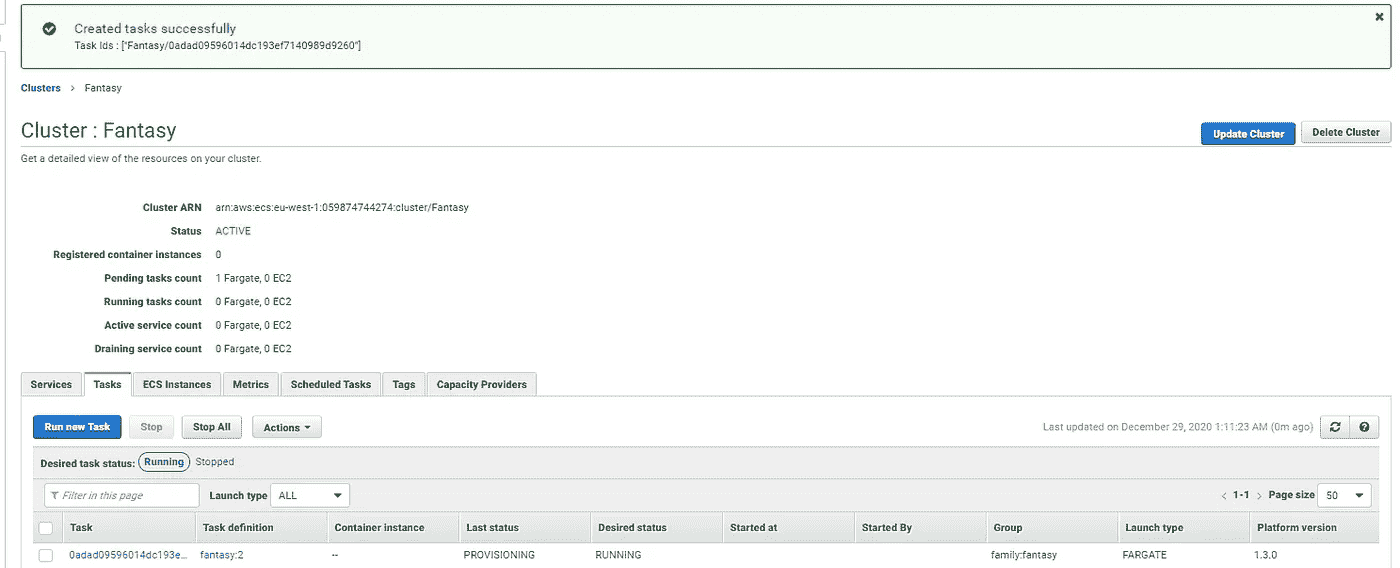 Created tasks successfully
Task Ids : ["Fantasy/0adad09596014dc193ef7140989d9260"]
Clusters > Fantasy
Cluster : Fantasy
Update Cluster Delete Cluster
Get a detailed view of the resources on your cluster.
Cluster ARN arn:aws:ecs:eu-west-1:059874744274:cluster/Fantasy
Status ACTIVE
Registered container instances 0
Pending tasks count 1 Fargate, 0 EC2
Running tasks count 0 Fargate, 0 EC2
Active service count 0 Fargate, 0 EC2
Draining service count 0 Fargate, 0 EC2
Services Tasks ECS Instances Metrics Scheduled Tasks Tags Capacity Providers
Run new Task Stop Stop All Actions Last updated on December 29, 2020 1:11:23 AM (0m ago)
Desired task status: Running Stopped
Filter in this page Launch type ALL < 1-1 > Page size 50
Task Task definition Container instance Last status Desired status Started at Started By Group Launch type Platform version
0adad09596014dc193e... fantasy:2 -- PROVISIONING RUNNING family:fantasy FARGATE 1.3.0